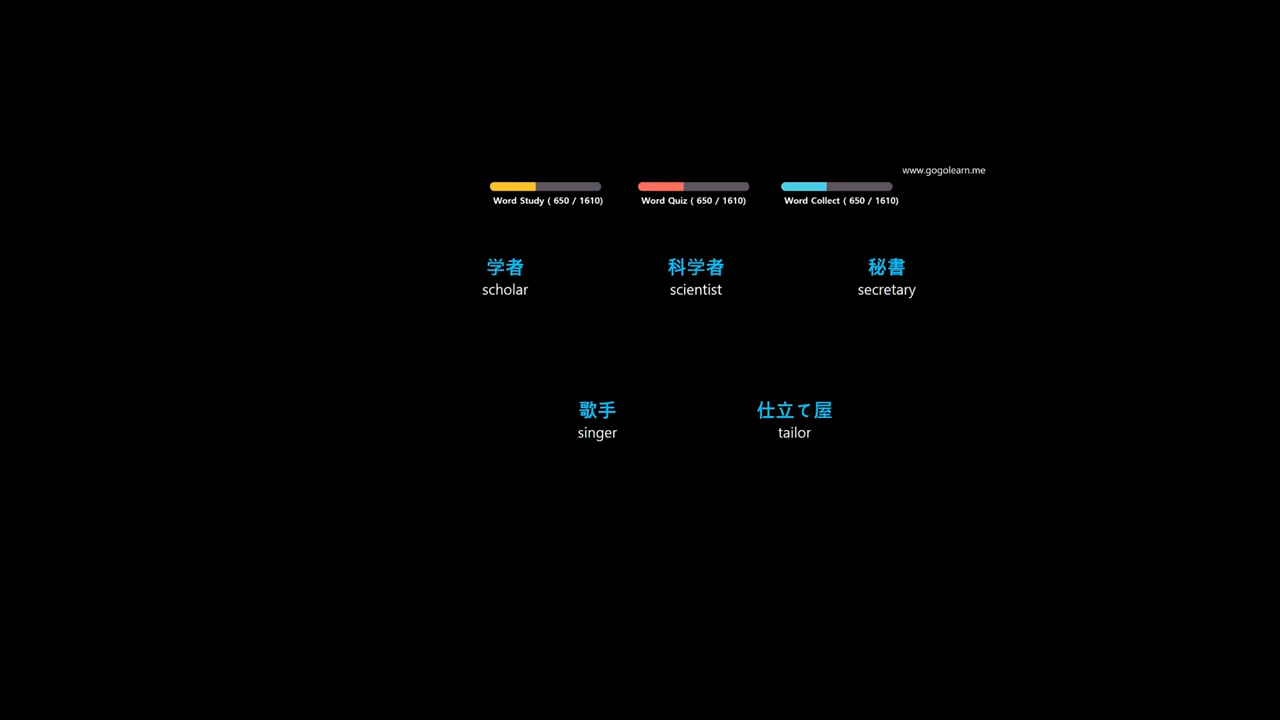 www.gogolearn.me
Word Study ( 650 / 1610)
Word Quiz ( 650 / 1610)
Word Collect ( 650 / 1610)
学者
scholar
科学者
scientist
秘書
secretary
歌手
singer
仕立て屋
tailor